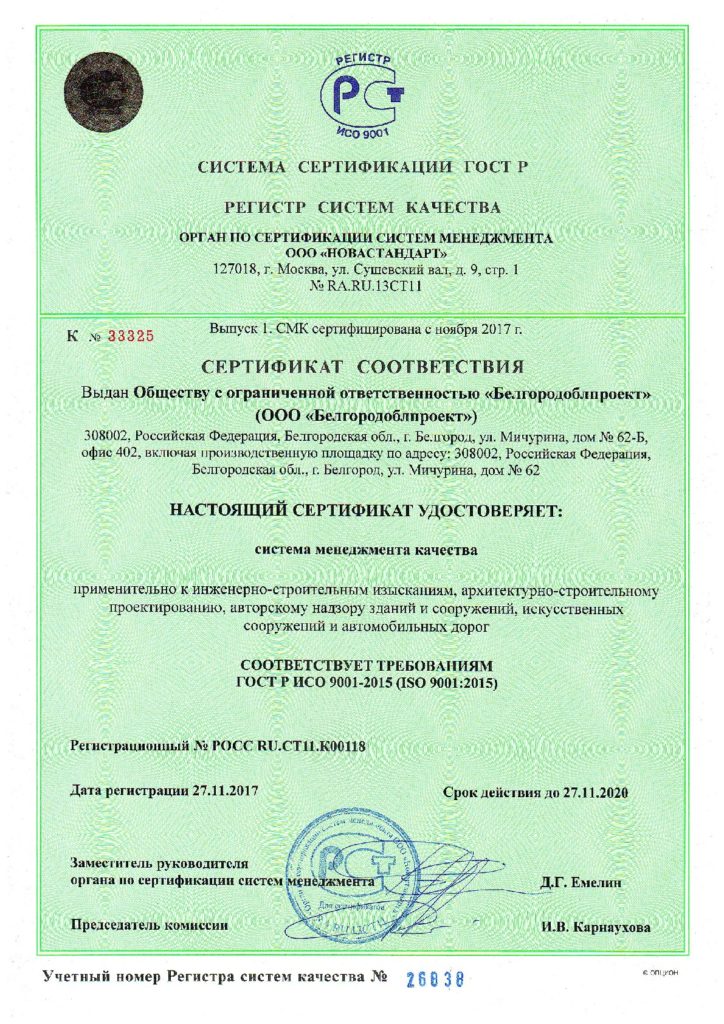 РЕГИСТР
РСТ
ИСО 9001
СИСТЕМА СЕРТИФИКАЦИИ ГОСТ Р
РЕГИСТР СИСТЕМ КАЧЕСТВА
ОРГАН ПО СЕРТИФИКАЦИИ СИСТЕМ МЕНЕДЖМЕНТА
ООО «НОВАСТАНДАРТ»
127018, г. Москва, ул. Сущевский вал, д. 9, стр. 1
№ RA.RU.13СТ11
К № 33325
Выпуск 1. СМК сертифицирована с ноября 2017 г.
СЕРТИФИКАТ СООТВЕТСТВИЯ
Выдан Обществу с ограниченной ответственностью «Белгородоблпроект»
(ООО «Белгородоблпроект»)
308002, Российская Федерация, Белгородская обл., г. Белгород, ул. Мичурина, дом № 62-Б,
офис 402, включая производственную площадку по адресу: 308002, Российская Федерация,
Белгородская обл., г. Белгород, ул. Мичурина, дом № 62
НАСТОЯЩИЙ СЕРТИФИКАТ УДОСТОВЕРЯЕТ:
система менеджмента качества
применительно к инженерно-строительным изысканиям, архитектурно-строительному
проектированию, авторскому надзору зданий и сооружений, искусственных
сооружений и автомобильных дорог
СООТВЕТСТВУЕТ ТРЕБОВАНИЯМ
ГОСТ Р ИСО 9001-2015 (ISO 9001:2015)
Регистрационный № РОСС RU.СТ11.К00118
Дата регистрации 27.11.2017
Срок действия до 27.11.2020
Заместитель руководителя
органа по сертификации систем менеджмента
Д.Г. Емелин
Председатель комиссии
И.В. Карнаухова
Учетный номер Регистра систем качества № 26038
© ОПЦИОН